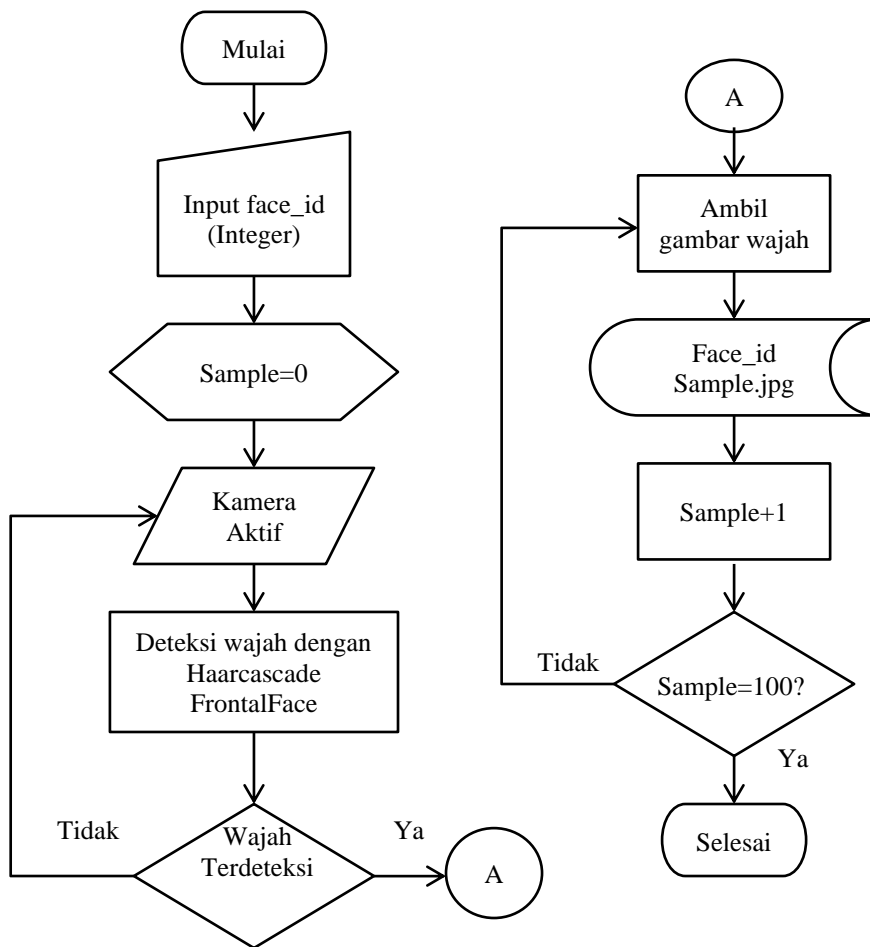 Mulai
Input face_id
(Integer)
Sample=0
Kamera
Aktif
Deteksi wajah dengan
Haarcascade
FrontalFace
Tidak
Wajah
Terdeteksi
Ya
A
A
Ambil
gambar wajah
Face_id
Sample.jpg
Sample+1
Tidak
Sample=100?
Ya
Selesai